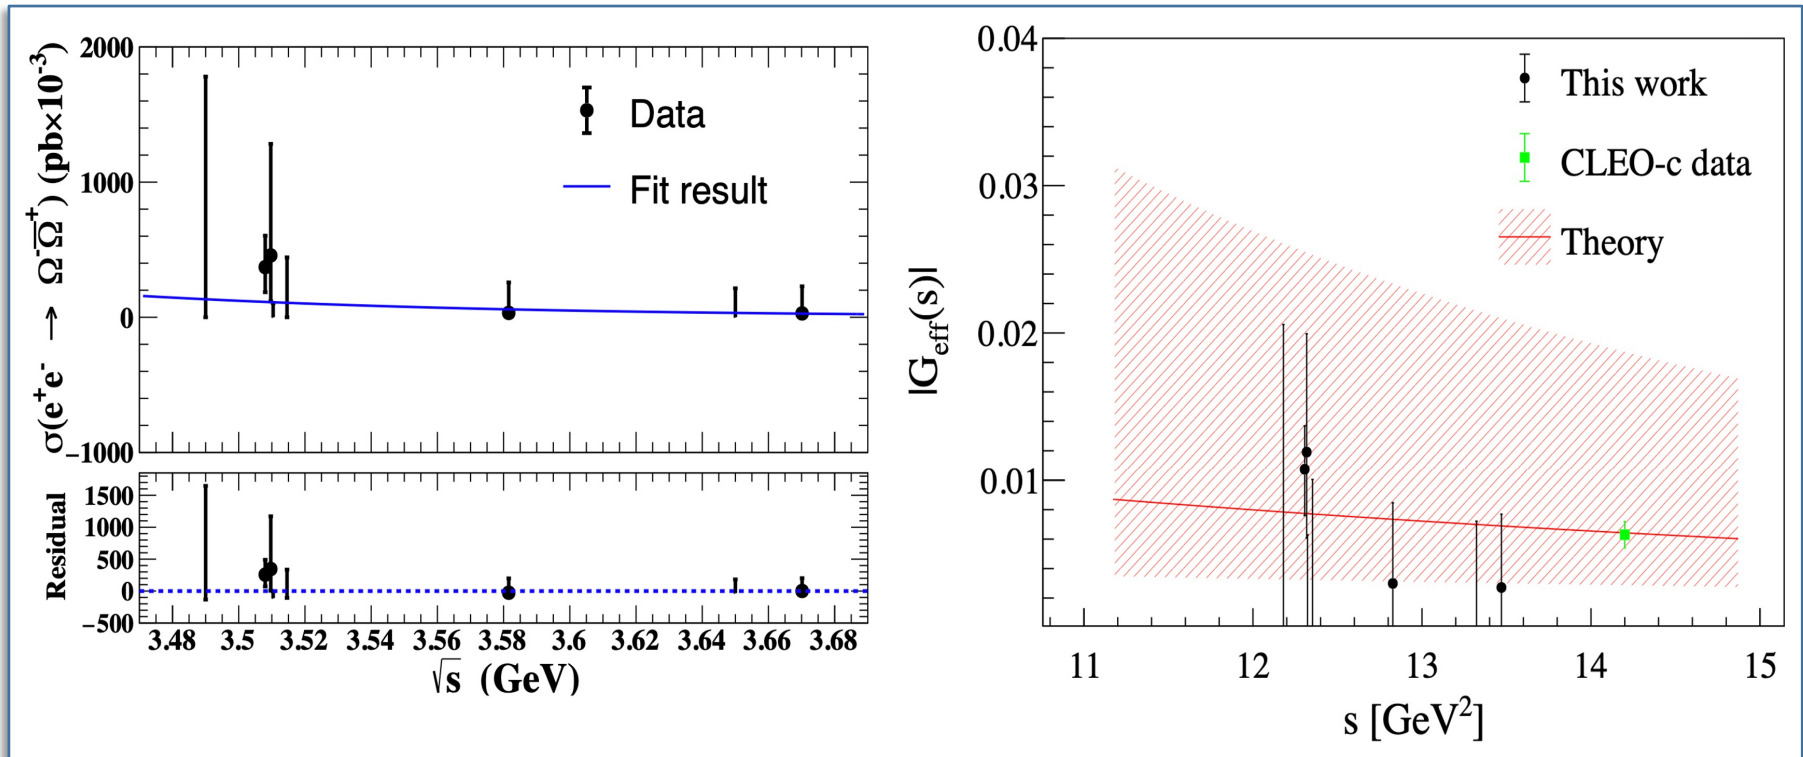 σ(e⁺e⁻ → Ω⁻Ω̅⁺) (pb×10⁻³)
2000
1000
0
−1000
Data
Fit result
Residual
1500
1000
500
0
−500
3.48 3.5 3.52 3.54 3.56 3.58 3.6 3.62 3.64 3.66 3.68
√s (GeV)
|G_eff(s)|
0.04
0.03
0.02
0.01
This work
CLEO-c data
Theory
11 12 13 14 15
s [GeV²]